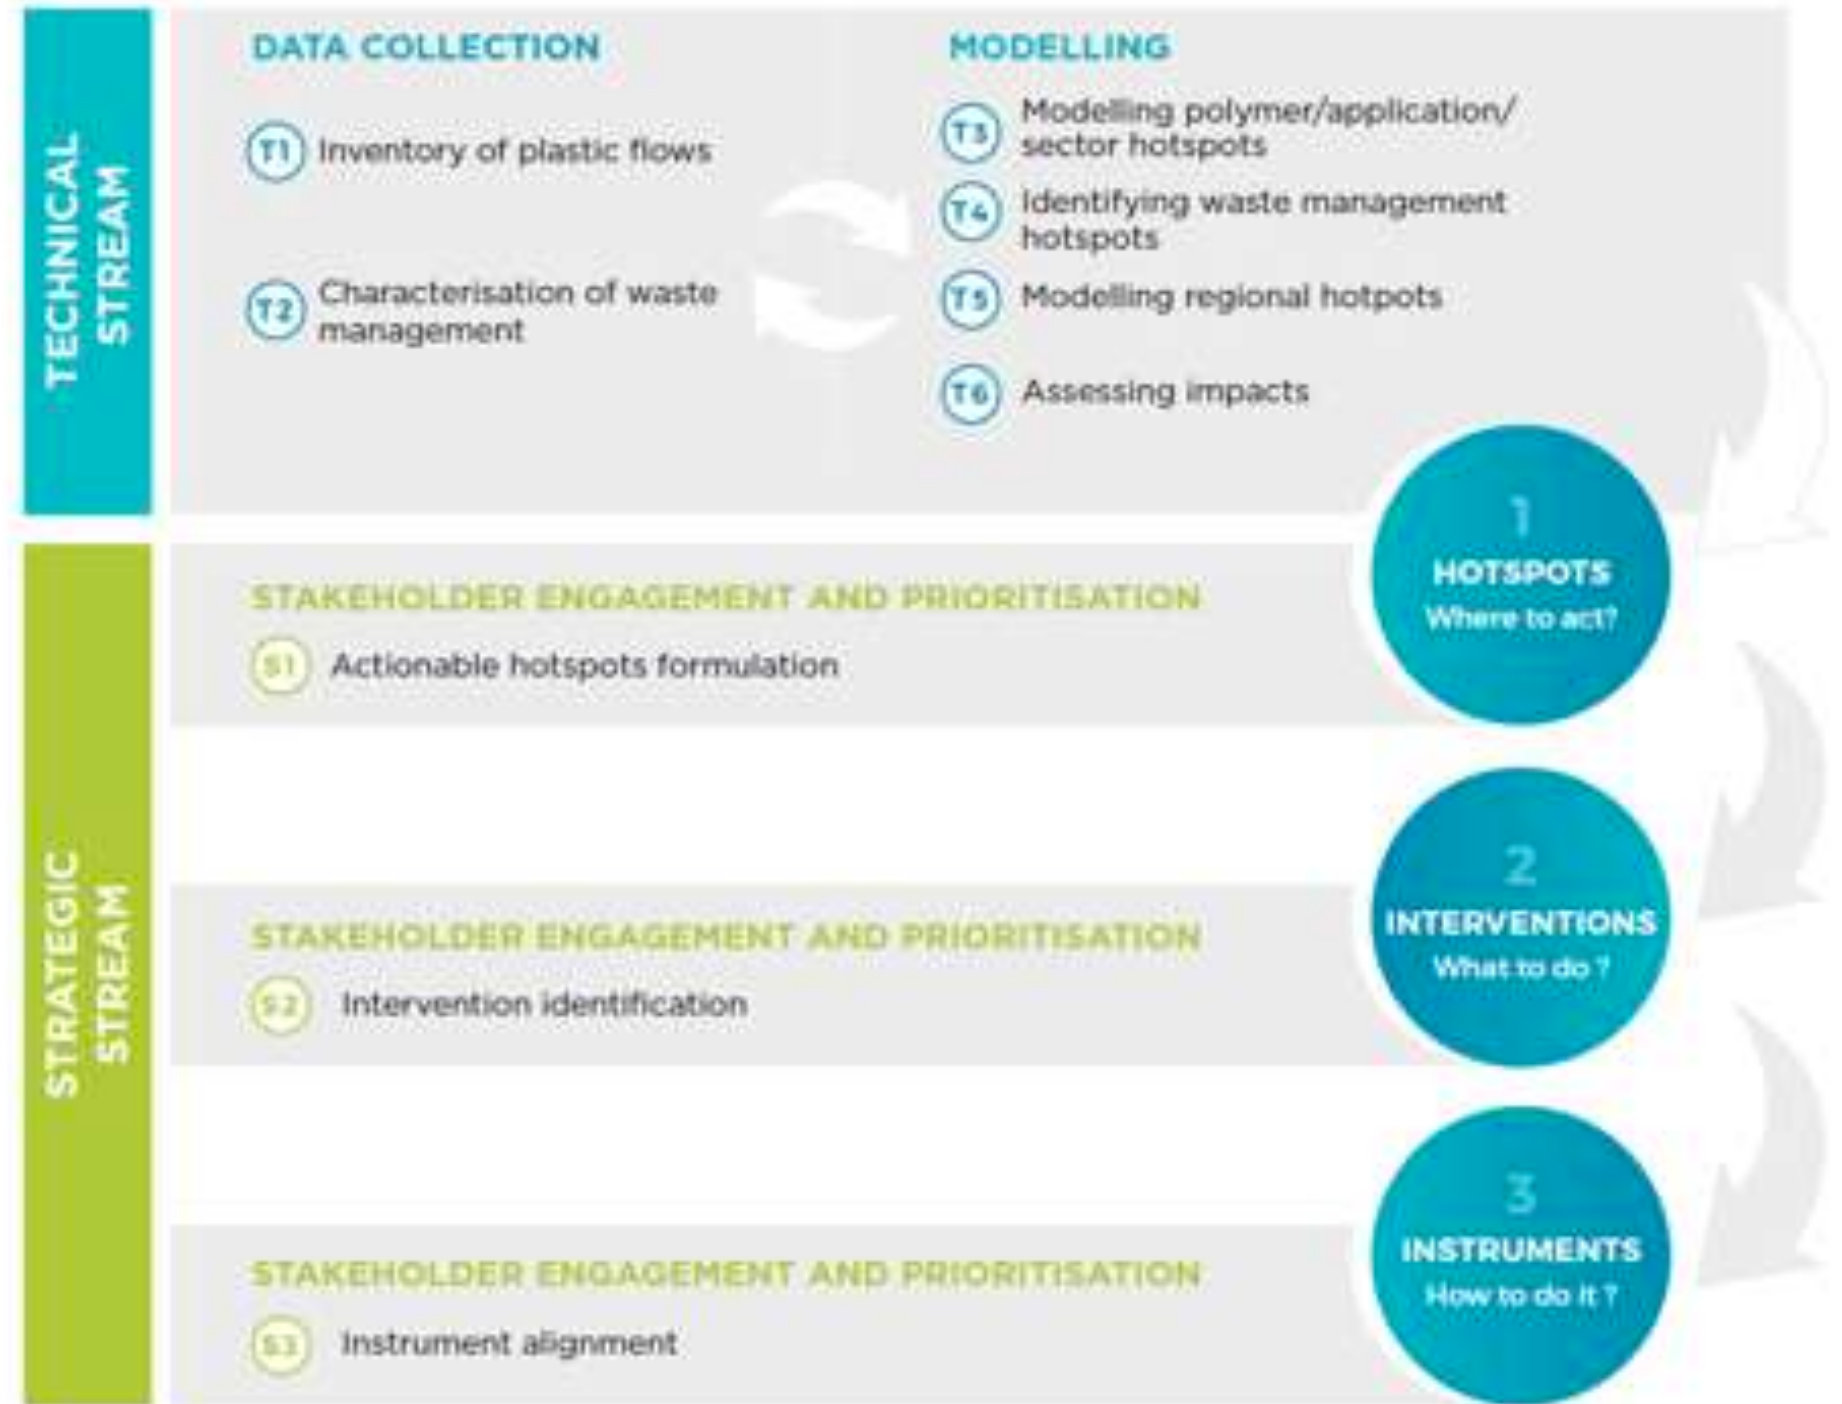 TECHNICAL
STREAM
DATA COLLECTION
T1 Inventory of plastic flows
T2 Characterisation of waste
management
MODELLING
T3 Modelling polymer/application/
sector hotspots
T4 Identifying waste management
hotspots
T5 Modelling regional hotpots
T6 Assessing impacts
1
HOTSPOTS
Where to act?
STRATEGIC
STREAM
STAKEHOLDER ENGAGEMENT AND PRIORITISATION
S1 Actionable hotspots formulation
2
INTERVENTIONS
What to do ?
STAKEHOLDER ENGAGEMENT AND PRIORITISATION
S2 Intervention identification
3
INSTRUMENTS
How to do it ?
STAKEHOLDER ENGAGEMENT AND PRIORITISATION
S3 Instrument alignment